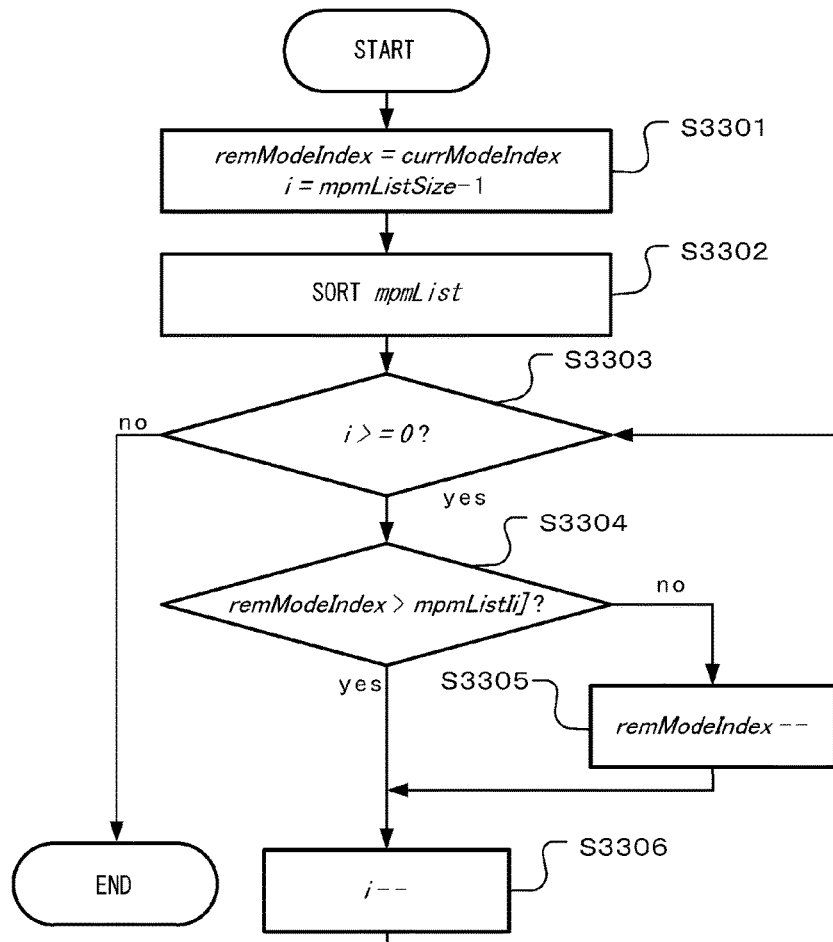 START
S3301
remModeIndex = currModeIndex
i = mpmListSize-1
S3302
SORT mpmList
S3303
no
i >= 0?
yes
S3304
remModeIndex > mpmList[i]?
no
yes
S3305
remModeIndex --
S3306
END
i--